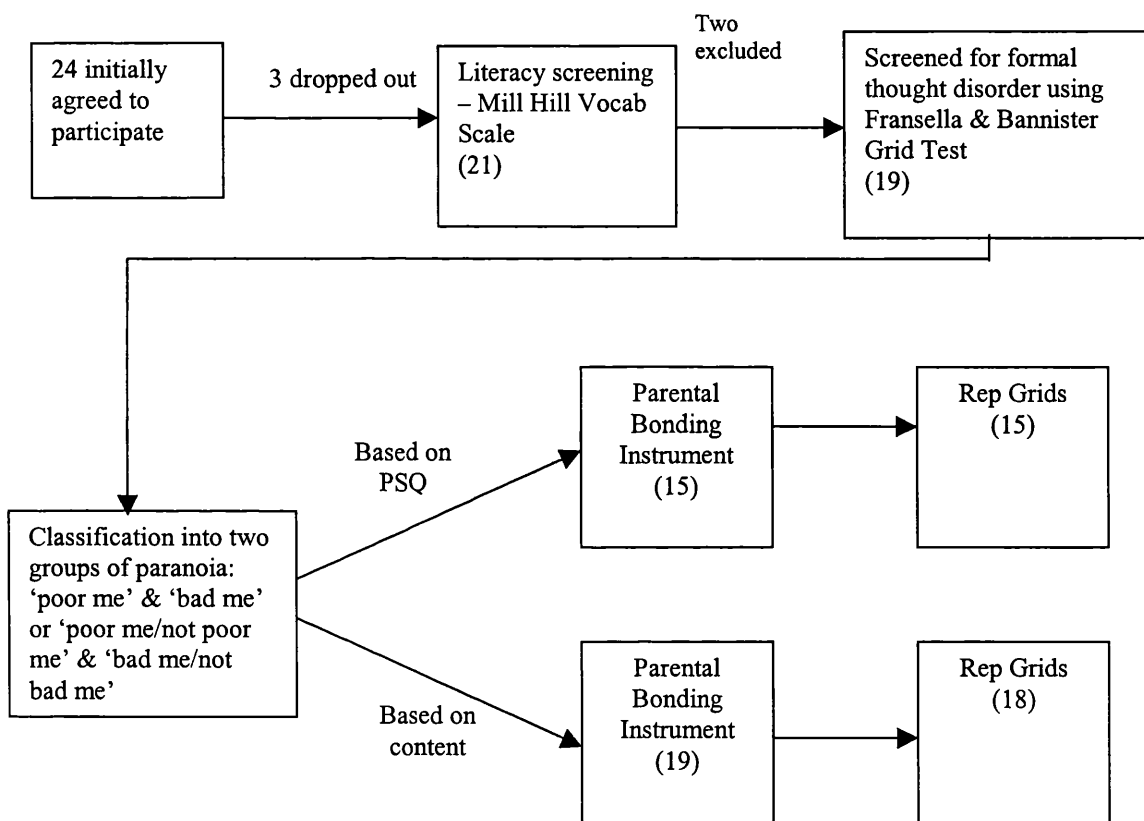 24 initially
agreed to
participate
3 dropped out
Literacy screening
– Mill Hill Vocab
Scale
(21)
Two
excluded
Screened for formal
thought disorder using
Fransella & Bannister
Grid Test
(19)
Classification into two
groups of paranoia:
‘poor me’ & ‘bad me’
or ‘poor me/not poor
me’ & ‘bad me/not
bad me’
Based on
PSQ
Parental
Bonding
Instrument
(15)
Rep Grids
(15)
Based on
content
Parental
Bonding
Instrument
(19)
Rep Grids
(18)